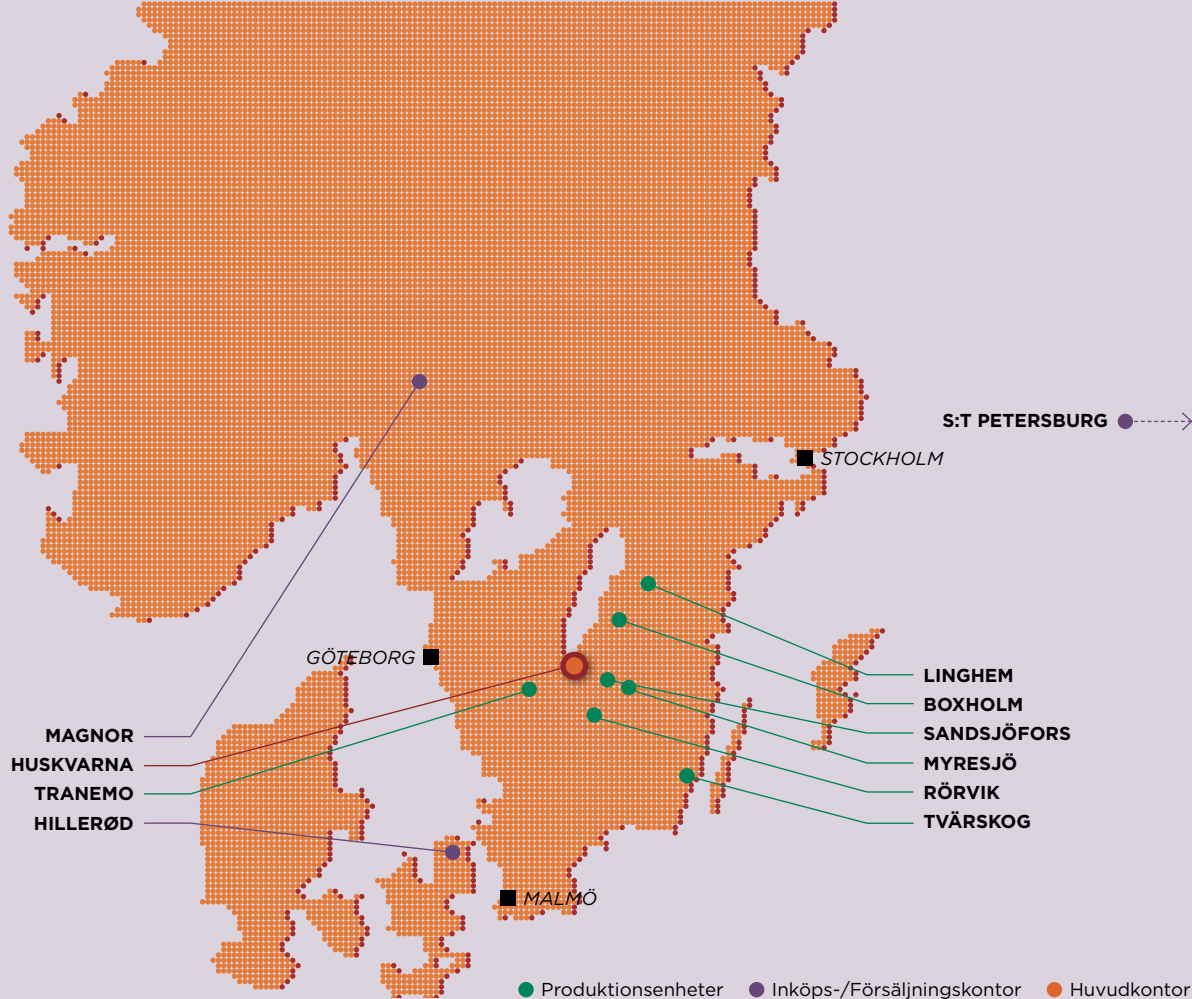 S:T PETERSBURG
STOCKHOLM
GÖTEBORG
MAGNOR
HUSKVARNA
TRANEMO
HILLERØD
LINGHEM
BOXHOLM
SANDSJÖFORS
MYRESJÖ
RÖRVIK
TVÄRSKOG
MALMÖ
Produktionsenheter Inköps-/Försäljningskontor Huvudkontor